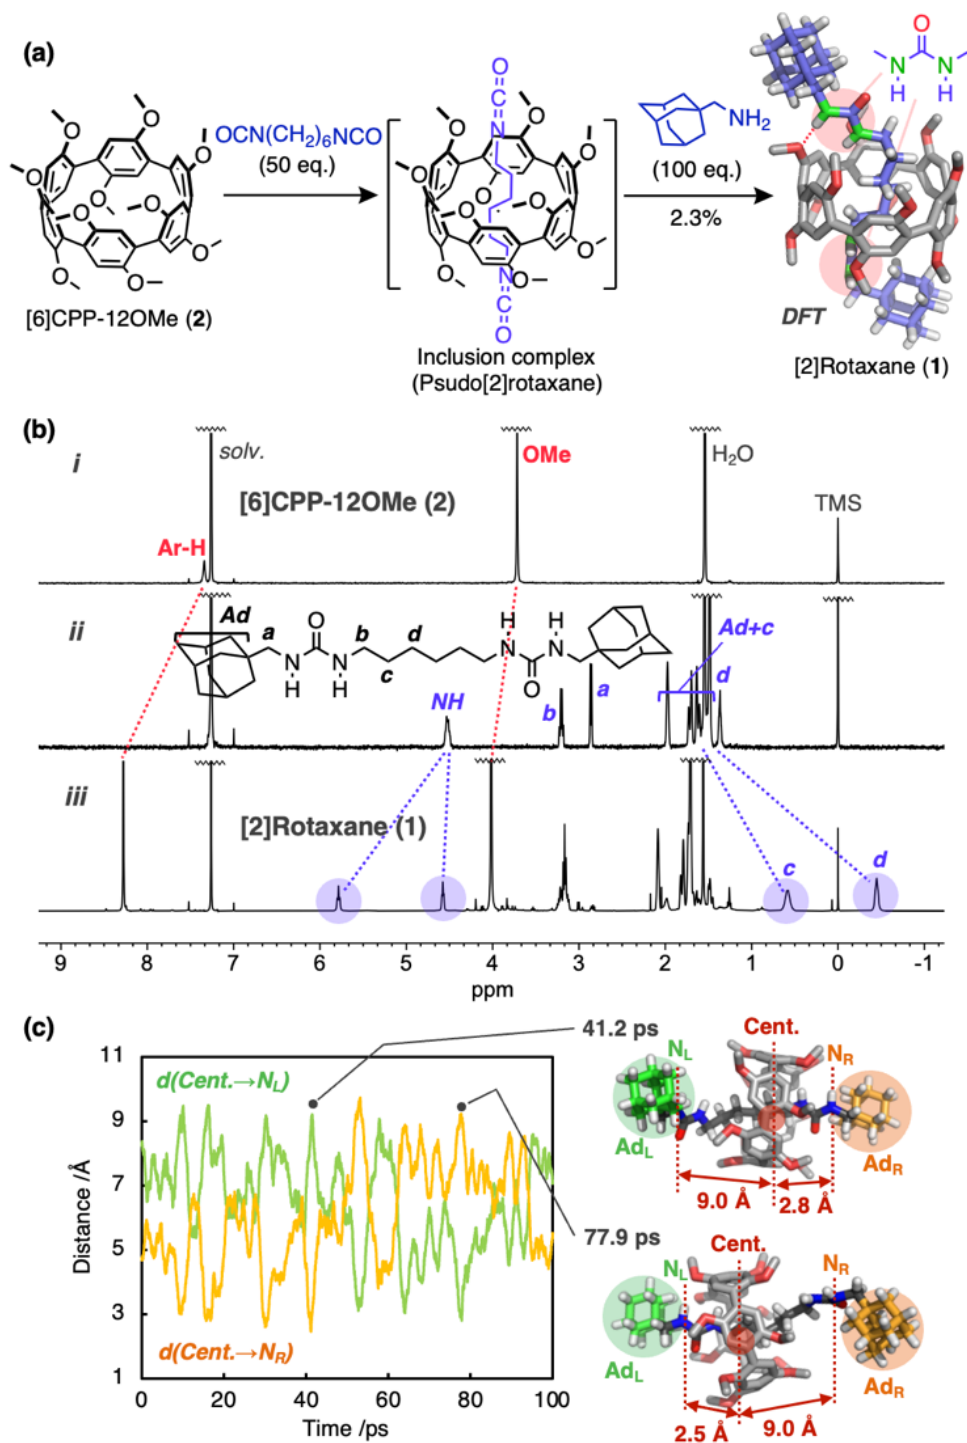 (a)
OMe
OCN(CH2)6NCO
(50 eq.)
O=C=N
N=C=O
NH2
(100 eq.)
2.3%
O
N N
H H
DFT
[6]CPP-12OMe (2)
Inclusion complex
(Psudo[2]rotaxane)
[2]Rotaxane (1)
(b)
i
solv.
OMe
H2O
[6]CPP-12OMe (2)
TMS
Ar-H
ii
Ad
a
O
b
d
H
H
N
N
N
N
H
H
c
O
Ad+c
NH
b
a
d
iii
[2]Rotaxane (1)
c
d
9 8 7 6 5 4 3 2 1 0 -1
ppm
(c)
41.2 ps
77.9 ps
11
9
7
5
3
1
Distance /Å
d(Cent.→NL)
d(Cent.→NR)
0 20 40 60 80 100
Time /ps
Cent.
NL
NR
AdL
AdR
9.0 Å
2.8 Å
Cent.
NL
NR
AdL
AdR
2.5 Å
9.0 Å